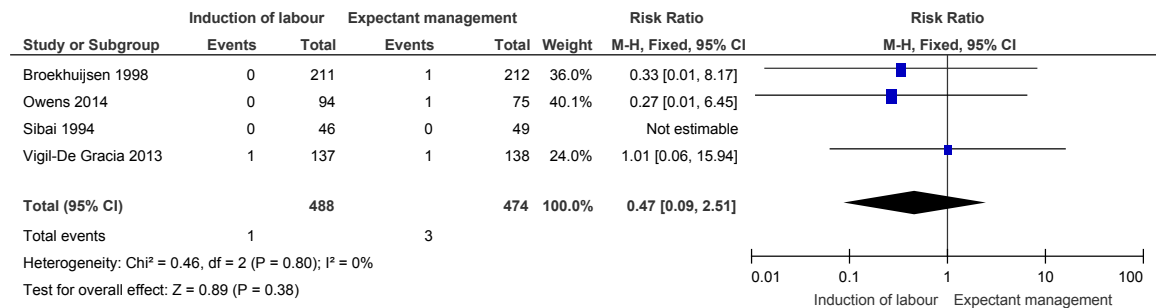 Induction of labour Expectant management Risk Ratio Risk Ratio
Study or Subgroup Events Total Events Total Weight M-H, Fixed, 95% CI M-H, Fixed, 95% CI
Broekhuijsen 1998 0 211 1 212 36.0% 0.33 [0.01, 8.17]
Owens 2014 0 94 1 75 40.1% 0.27 [0.01, 6.45]
Sibai 1994 0 46 0 49 Not estimable
Vigil-De Gracia 2013 1 137 1 138 24.0% 1.01 [0.06, 15.94]
Total (95% CI) 488 474 100.0% 0.47 [0.09, 2.51]
Total events 1 3
Heterogeneity: Chi² = 0.46, df = 2 (P = 0.80); I² = 0%
Test for overall effect: Z = 0.89 (P = 0.38)
0.01 0.1 1 10 100
Induction of labour Expectant management